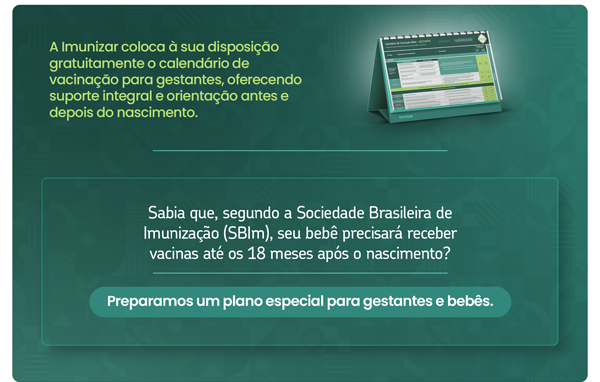 A Imunizar coloca à sua disposição
gratuitamente o calendário de
vacinação para gestantes, oferecendo
suporte integral e orientação antes e
depois do nascimento.
Sabia que, segundo a Sociedade Brasileira de
Imunização (SBIm), seu bebê precisará receber
vacinas até os 18 meses após o nascimento?
Preparamos um plano especial para gestantes e bebês.